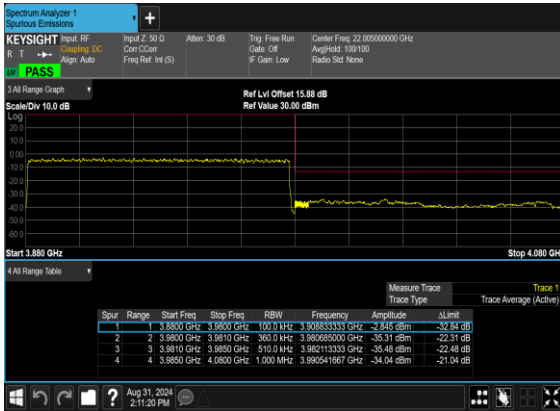 Spectrum Analyzer 1
Spurious Emissions
KEYSIGHT
R T
LXI PASS
Input: RF
Coupling: DC
Align: Auto
Input Z: 50 Ω
Corr CCorr
Freq Ref: Int (S)
Atten: 30 dB
Trig: Free Run
Gate: Off
IF Gain: Low
Center Freq: 22.005000000 GHz
Avg|Hold: 100/100
Radio Std: None
3 All Range Graph
Scale/Div 10.0 dB
Ref Lvl Offset 15.88 dB
Ref Value 30.00 dBm
Log
20.0
10.0
0.00
-10.0
-20.0
-30.0
-40.0
-50.0
-60.0
Start 3.880 GHz
Stop 4.080 GH
4 All Range Table
Measure Trace Trace 1
Trace Type Trace Average (Active)
Spur Range Start Freq Stop Freq RBW Frequency Amplitude ΔLimit
1 1 3.8800 GHz 3.9800 GHz 100.0 kHz 3.908833333 GHz -2.845 dBm -32.84 dB
2 2 3.9800 GHz 3.9810 GHz 360.0 kHz 3.980685000 GHz -35.31 dBm -22.31 dB
3 3 3.9810 GHz 3.9850 GHz 510.0 kHz 3.982113333 GHz -35.48 dBm -22.48 dB
4 4 3.9850 GHz 4.0800 GHz 1.000 MHz 3.990541667 GHz -34.04 dBm -21.04 dB
?
Aug 31, 2024
2:11:20 PM